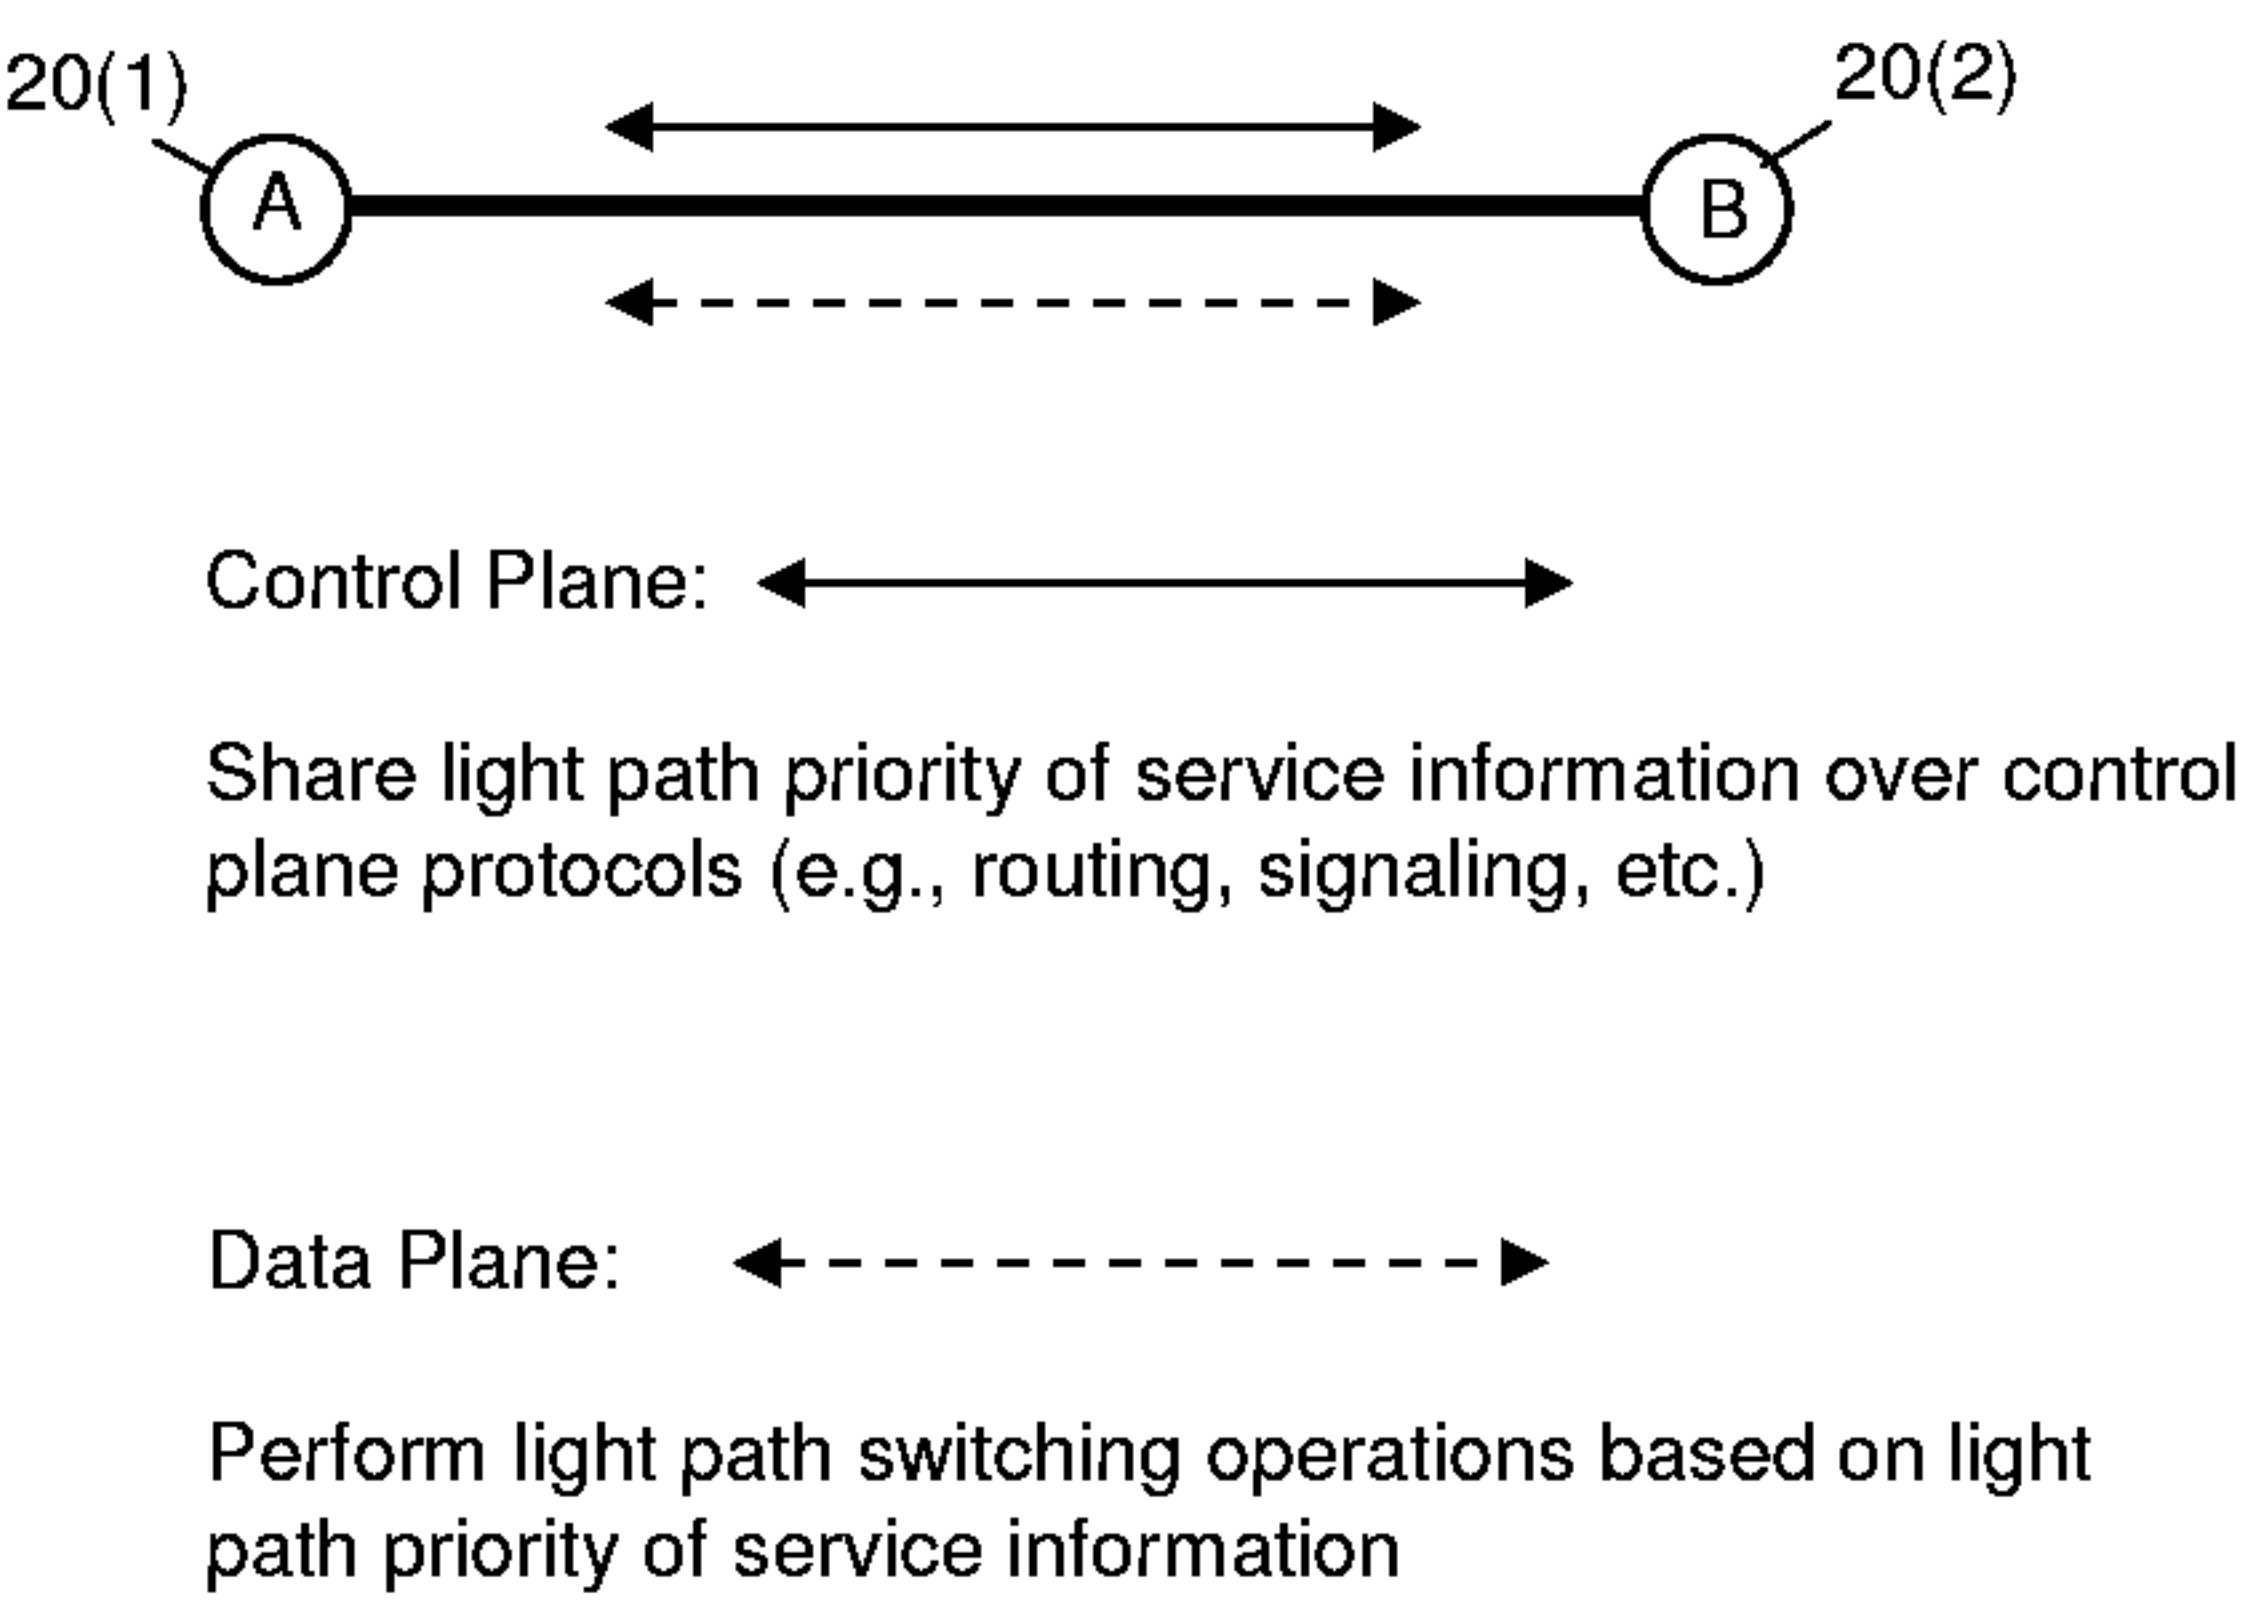 20(1)
20(2)
A
B
Control Plane:
Share light path priority of service information over control
plane protocols (e.g., routing, signaling, etc.)
Data Plane:
Perform light path switching operations based on light
path priority of service information